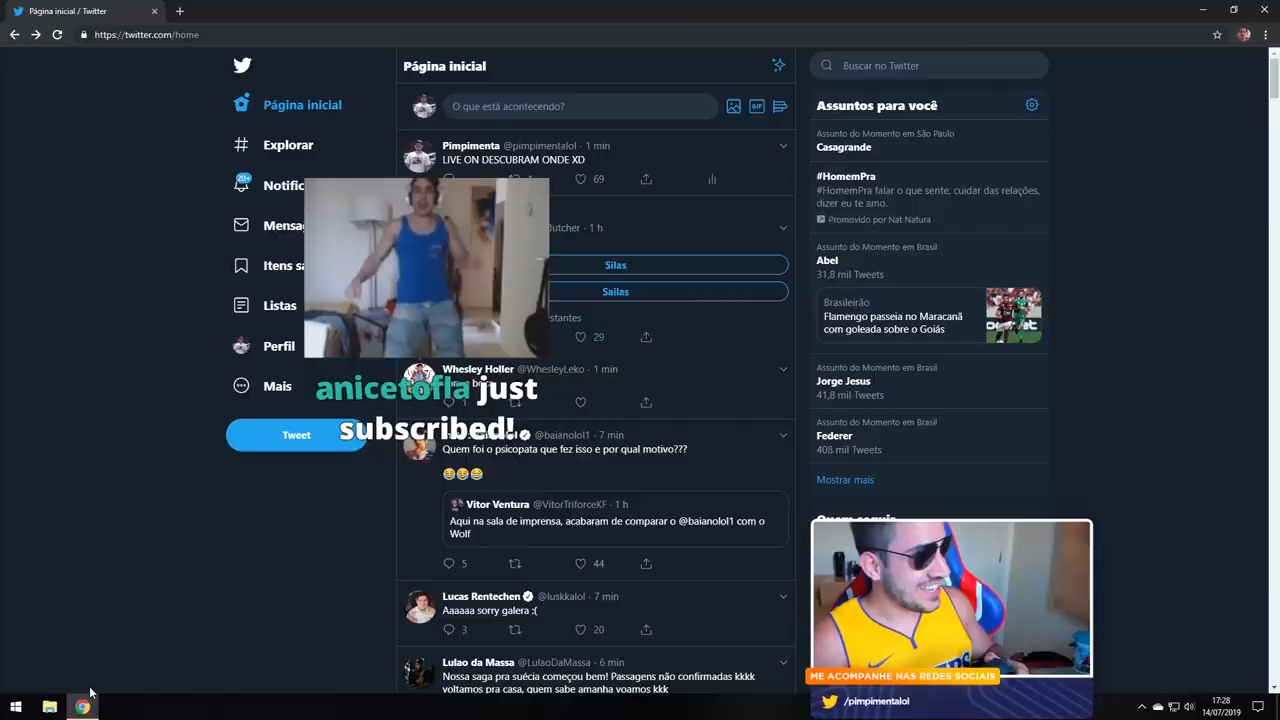 Página inicial / Twitter
https://twitter.com/home
Página inicial
Explorar
20+
Notific
Mensa
Itens sa
Listas
Perfil
Mais
Tweet
Página inicial
O que está acontecendo?
GIF
Pimpimenta @pimpimentalol · 1 min
LIVE ON DESCUBRAM ONDE XD
69
Butcher · 1 h
Silas
Sailas
stantes
29
Whesley Holler @WhesleyLeko · 1 min
1
anicetofla just
subscribed!
@baianolol1 · 7 min
Quem foi o psicopata que fez isso e por qual motivo???
😂😂😂
Vitor Ventura @VitorTriforceKF · 1 h
Aqui na sala de imprensa, acabaram de comparar o @baianolol1 com o
Wolf
5
44
Lucas Rentechen @luskkalol · 7 min
Aaaaaa sorry galera :(
3
20
Lulao da Massa @LulaoDaMassa · 6 min
Nossa saga pra suécia começou bem! Passagens não confirmadas kkkk
voltamos pra casa, quem sabe amanha voamos kkk
Buscar no Twitter
Assuntos para você
Assunto do Momento em São Paulo
Casagrande
#HomemPra
#HomemPra falar o que sente, cuidar das relações,
dizer eu te amo.
Promovido por Nat Natura
Assunto do Momento em Brasil
Abel
31,8 mil Tweets
Brasileirão
Flamengo passeia no Maracanã
com goleada sobre o Goiás
Assunto do Momento em Brasil
Jorge Jesus
41,8 mil Tweets
Assunto do Momento em Brasil
Federer
408 mil Tweets
Mostrar mais
Quem seguir
ME ACOMPANHE NAS REDES SOCIAIS
/pimpimentalol
17:28
14/07/2019